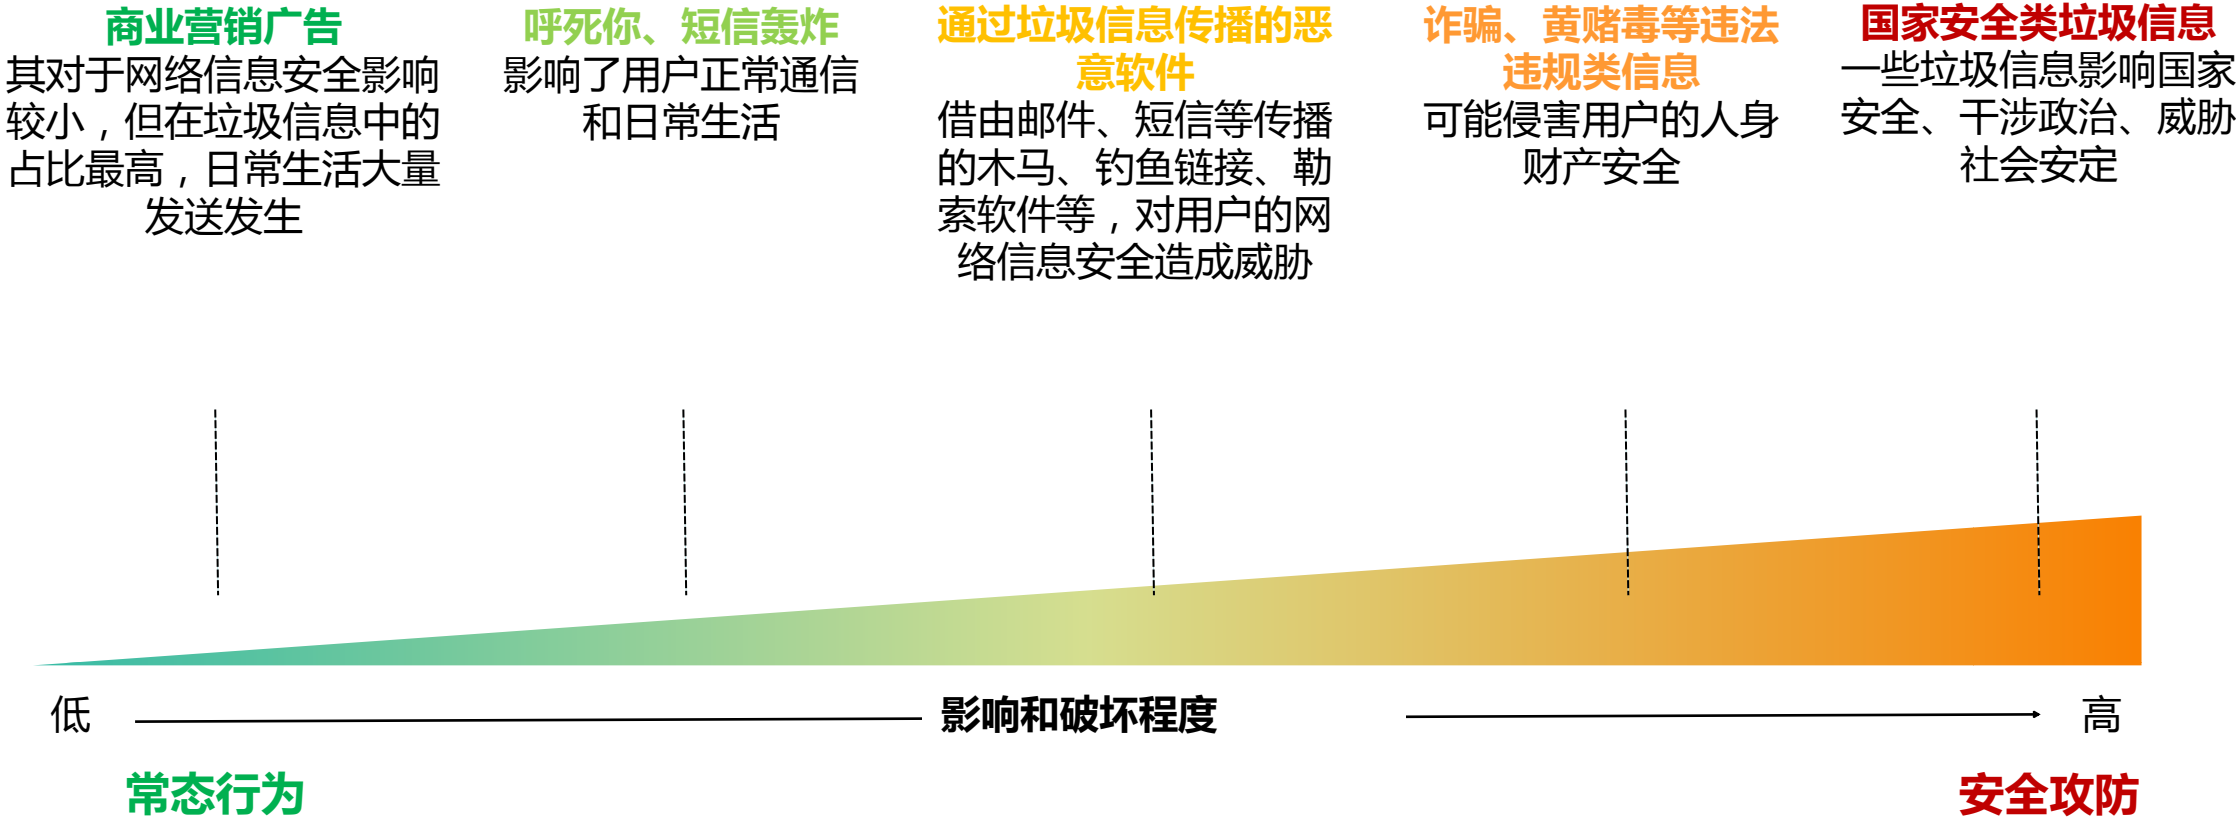 商业营销广告
其对于网络信息安全影响
较小，但在垃圾信息中的
占比最高，日常生活大量
发送发生
呼死你、短信轰炸
影响了用户正常通信
和日常生活
通过垃圾信息传播的恶
意软件
借由邮件、短信等传播
的木马、钓鱼链接、勒
索软件等，对用户的网
络信息安全造成威胁
诈骗、黄赌毒等违法
违规类信息
可能侵害用户的人身
财产安全
国家安全类垃圾信息
一些垃圾信息影响国家
安全、干涉政治、威胁
社会安定
低
影响和破坏程度
高
常态行为
安全攻防